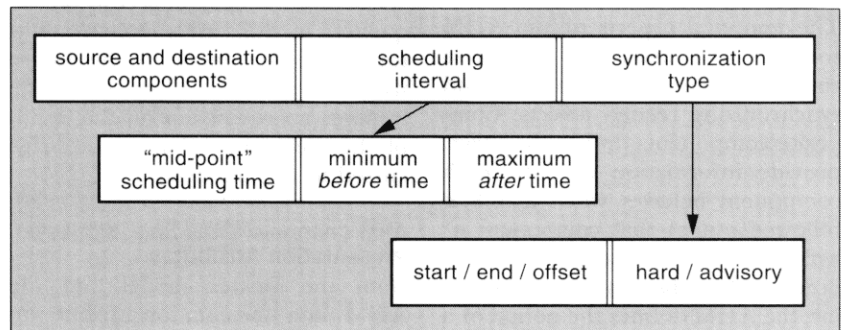 source and destination
components
scheduling
interval
synchronization
type
“mid-point”
scheduling time
minimum
before time
maximum
after time
start / end / offset
hard / advisory